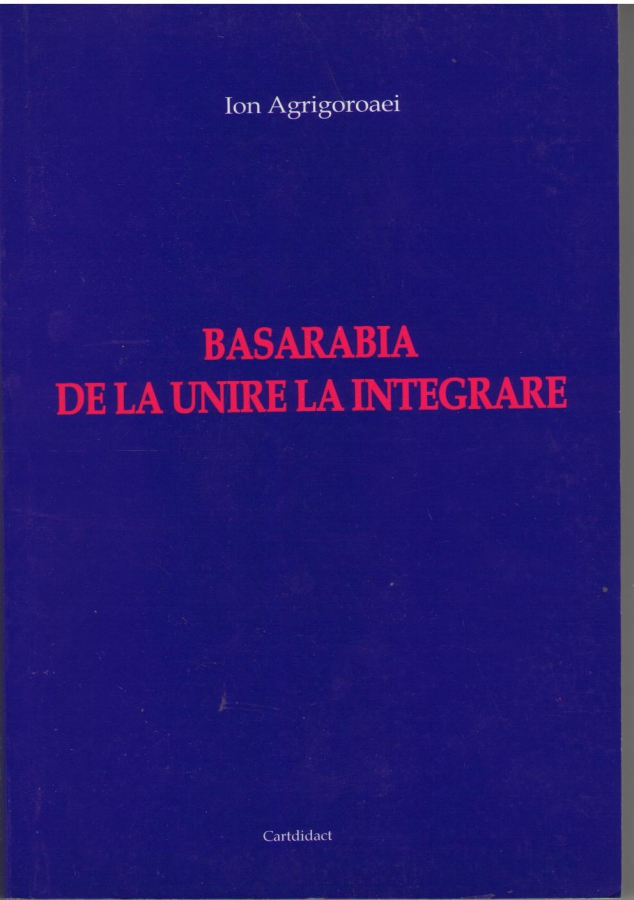 Ion Agrigoroaei
BASARABIA
DE LA UNIRE LA INTEGRARE
Cartdidact